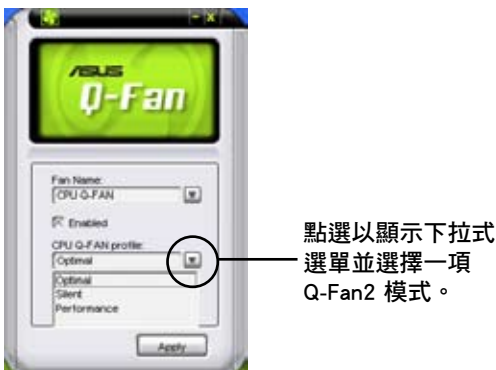 ASUS
Q-Fan
Fan Name:
CPU Q-FAN
Enabled
CPU Q-FAN profile:
Optimal
Optimal
Silent
Performance
Apply
點選以顯示下拉式
選單並選擇一項
Q-Fan2 模式。